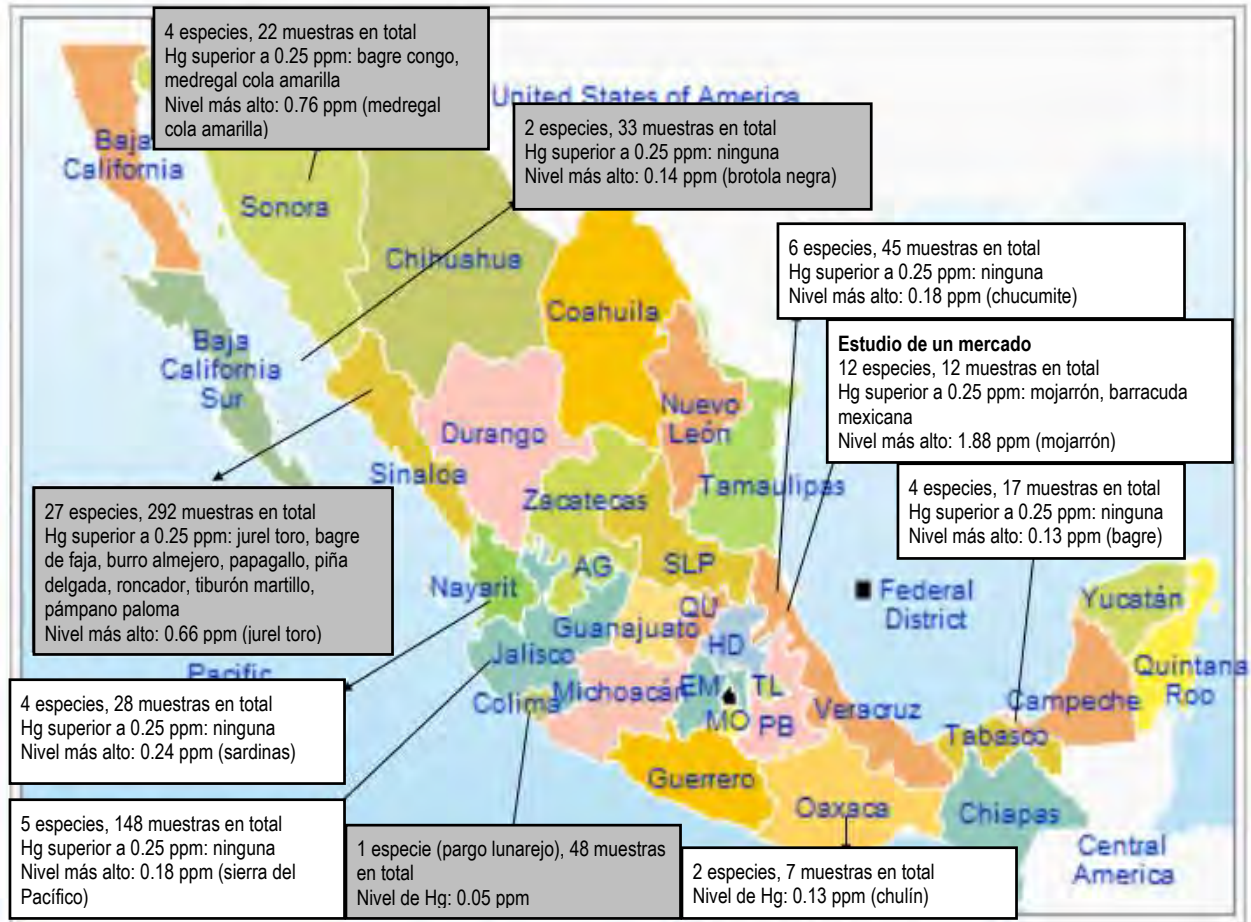 4 especies, 22 muestras en total
Hg superior a 0.25 ppm: bagre congo,
medregal cola amarilla
Nivel más alto: 0.76 ppm (medregal
cola amarilla)
United States of America
2 especies, 33 muestras en total
Hg superior a 0.25 ppm: ninguna
Nivel más alto: 0.14 ppm (brotola negra)
Baja
California
Sonora
Chihuahua
Coahuila
6 especies, 45 muestras en total
Hg superior a 0.25 ppm: ninguna
Nivel más alto: 0.18 ppm (chucumite)
Estudio de un mercado
12 especies, 12 muestras en total
Hg superior a 0.25 ppm: mojarrón, barracuda
mexicana
Nivel más alto: 1.88 ppm (mojarrón)
Baja
California
Sur
Durango
Nuevo
León
Sinaloa
Zacatecas
Tamaulipas
4 especies, 17 muestras en total
Hg superior a 0.25 ppm: ninguna
Nivel más alto: 0.13 ppm (bagre)
27 especies, 292 muestras en total
Hg superior a 0.25 ppm: jurel toro, bagre
de faja, burro almejero, papagallo, piña
delgada, roncador, tiburón martillo,
pámpano paloma
Nivel más alto: 0.66 ppm (jurel toro)
Nayarit
AG
SLP
Federal
District
Yucatán
Guanajuato
QU
HD
Jalisco
Pacific
Quintana
Roo
Colima
Michoacán
EM
TL
MO
PB
Veracruz
Campeche
Tabasco
4 especies, 28 muestras en total
Hg superior a 0.25 ppm: ninguna
Nivel más alto: 0.24 ppm (sardinas)
Guerrero
Oaxaca
Chiapas
5 especies, 148 muestras en total
Hg superior a 0.25 ppm: ninguna
Nivel más alto: 0.18 ppm (sierra del
Pacífico)
1 especie (pargo lunarejo), 48 muestras
en total
Nivel de Hg: 0.05 ppm
2 especies, 7 muestras en total
Nivel de Hg: 0.13 ppm (chulín)
Central
America